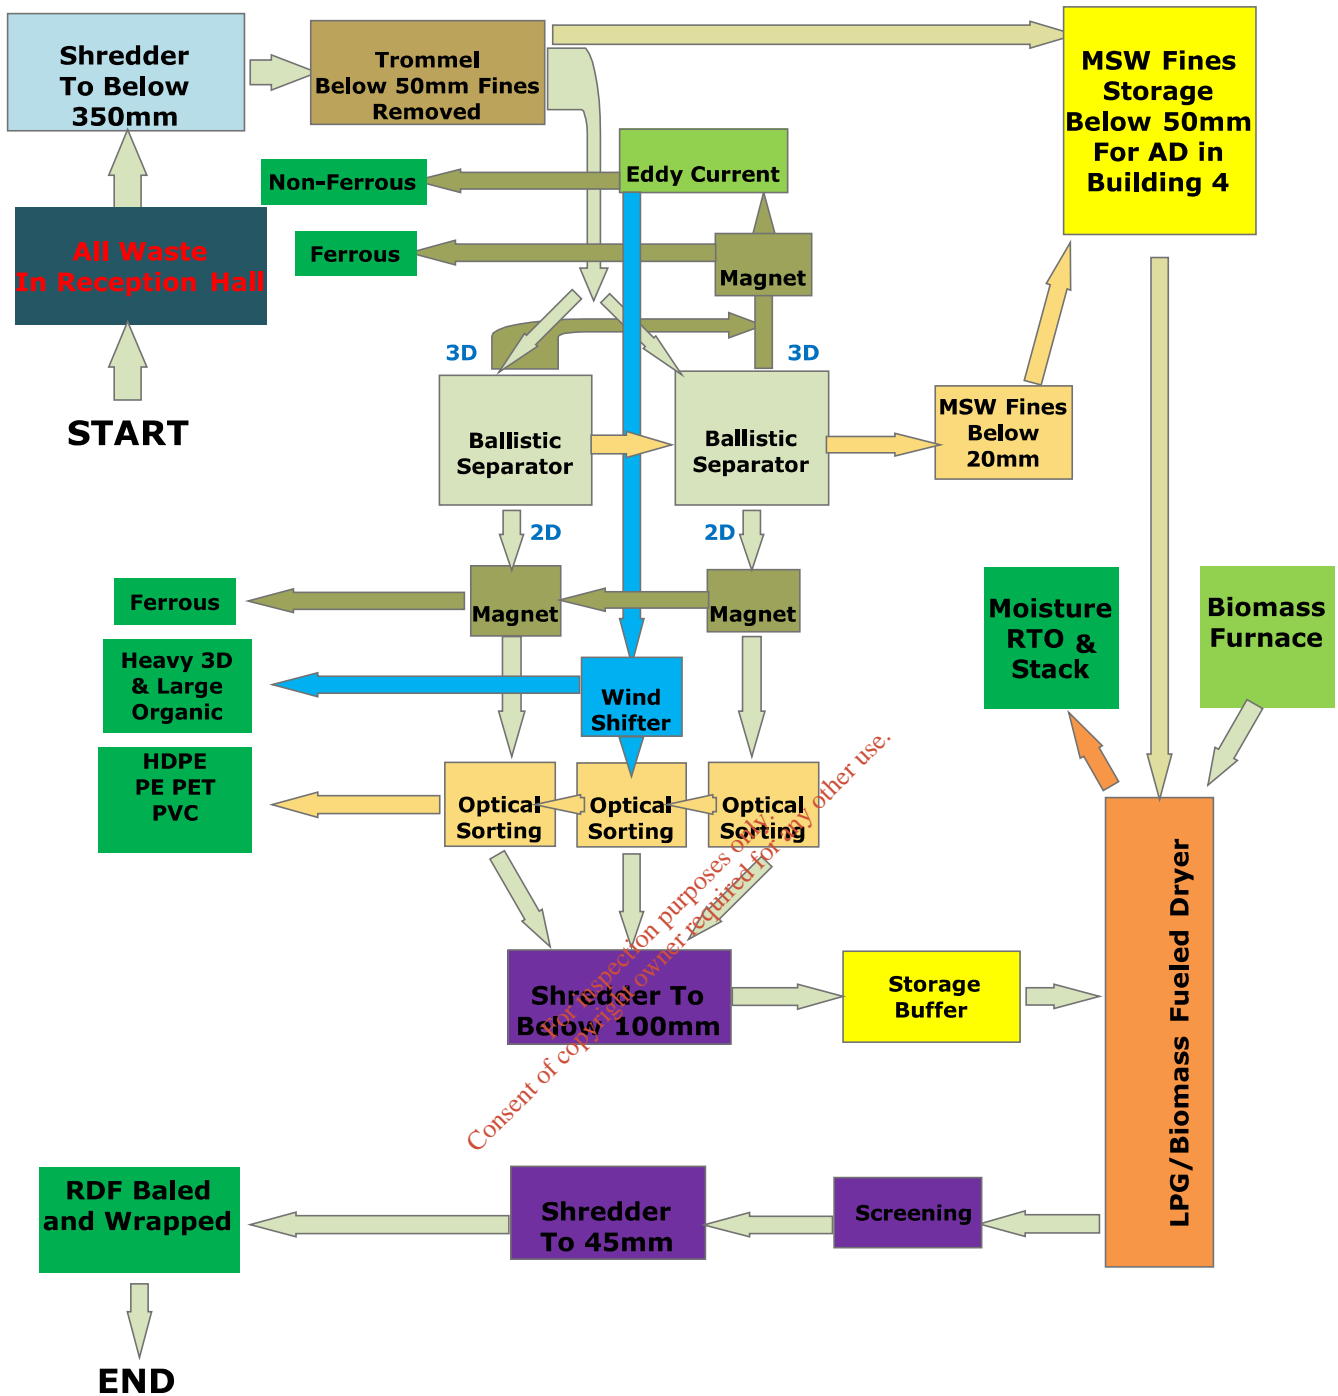 Shredder
To Below
350mm
Trommel
Below 50mm Fines
Removed
MSW Fines
Storage
Below 50mm
For AD in
Building 4
Eddy Current
Non-Ferrous
All Waste
In Reception Hall
Ferrous
Magnet
3D
3D
START
Ballistic
Separator
Ballistic
Separator
MSW Fines
Below
20mm
2D
2D
Ferrous
Magnet
Magnet
Moisture
RTO &
Stack
Biomass
Furnace
Heavy 3D
& Large
Organic
Wind
Shifter
HDPE
PE PET
PVC
Optical
Sorting
Optical
Sorting
Optical
Sorting
For inspection purposes only.
Consent of copyright owner required for any other use.
LPG/Biomass Fueled Dryer
Shredder To
Below 100mm
Storage
Buffer
RDF Baled
and Wrapped
Shredder
To 45mm
Screening
END